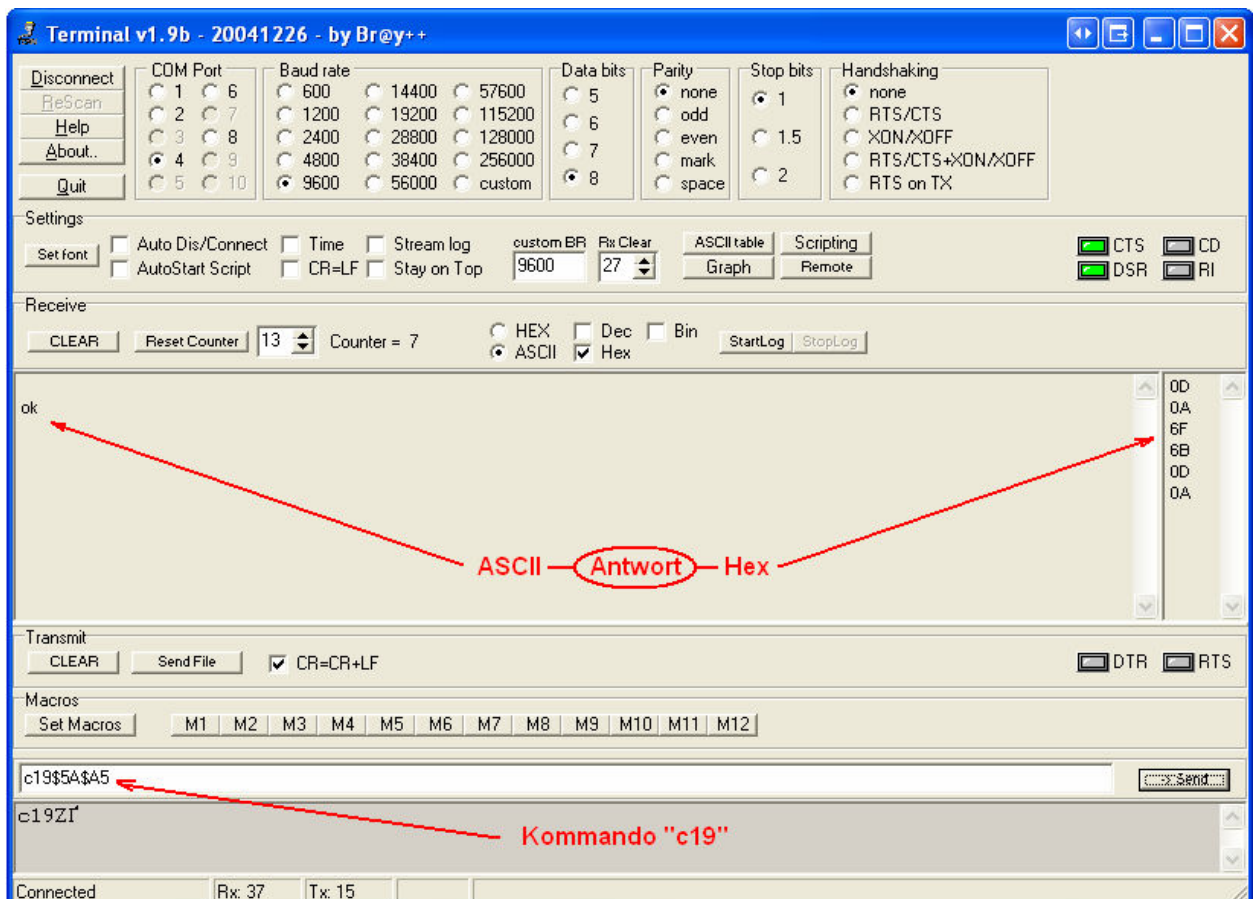 Terminal v1.9b - 20041226 - by Br@y++
Disconnect
ReScan
Help
About..
Quit
COM Port
1 6
2 7
3 8
4 9
5 10
Baud rate
600 14400 57600
1200 19200 115200
2400 28800 128000
4800 38400 256000
9600 56000 custom
Data bits
5
6
7
8
Parity
none
odd
even
mark
space
Stop bits
1
1.5
2
Handshaking
none
RTS/CTS
XON/XOFF
RTS/CTS+XON/XOFF
RTS on TX
Settings
Set font
Auto Dis/Connect Time Stream log
AutoStart Script CR=LF Stay on Top
custom BR Rx Clear
9600 27
ASCII table Scripting
Graph Remote
CTS CD
DSR RI
Receive
CLEAR Reset Counter 13 Counter = 7
HEX Dec Bin
ASCII Hex
StartLog StopLog
ok
0D
0A
6F
6B
0D
0A
ASCII Antwort Hex
Transmit
CLEAR Send File CR=CR+LF DTR RTS
Macros
Set Macros M1 M2 M3 M4 M5 M6 M7 M8 M9 M10 M11 M12
c19$5A$A5 -> Send
c19ZҐ
Kommando "c19"
Connected Rx: 37 Tx: 15